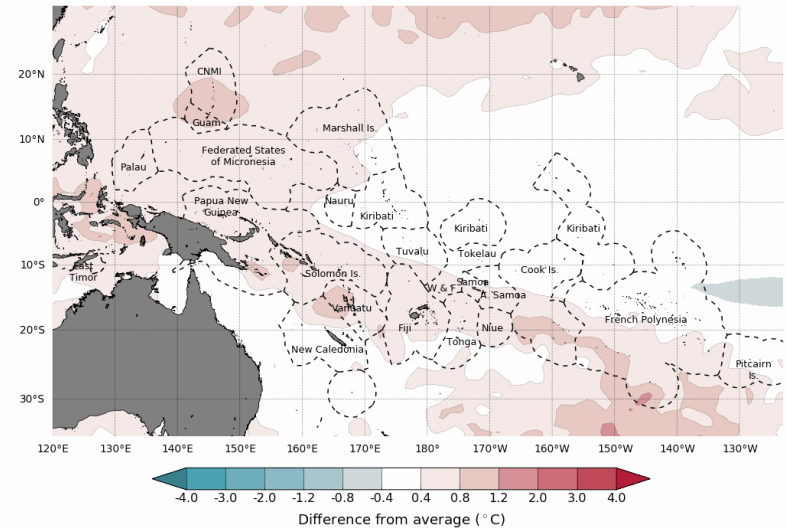 20°N
10°N
0°
10°S
20°S
30°S
CNMI
Guam
Marshall Is.
Federated States
of Micronesia
Palau
Papua New
Guinea
Nauru
Kiribati
Kiribati
Kiribati
Tuvalu
Tokelau
East
Timor
Solomon Is.
Cook Is.
Samoa
W & F
A. Samoa
Vanuatu
Fiji
Niue
French Polynesia
Tonga
New Caledonia
Pitcairn
Is.
120°E 130°E 140°E 150°E 160°E 170°E 180° 170°W 160°W 150°W 140°W 130°W
-4.0 -3.0 -2.0 -1.2 -0.8 -0.4 0.4 0.8 1.2 2.0 3.0 4.0
Difference from average (°C)